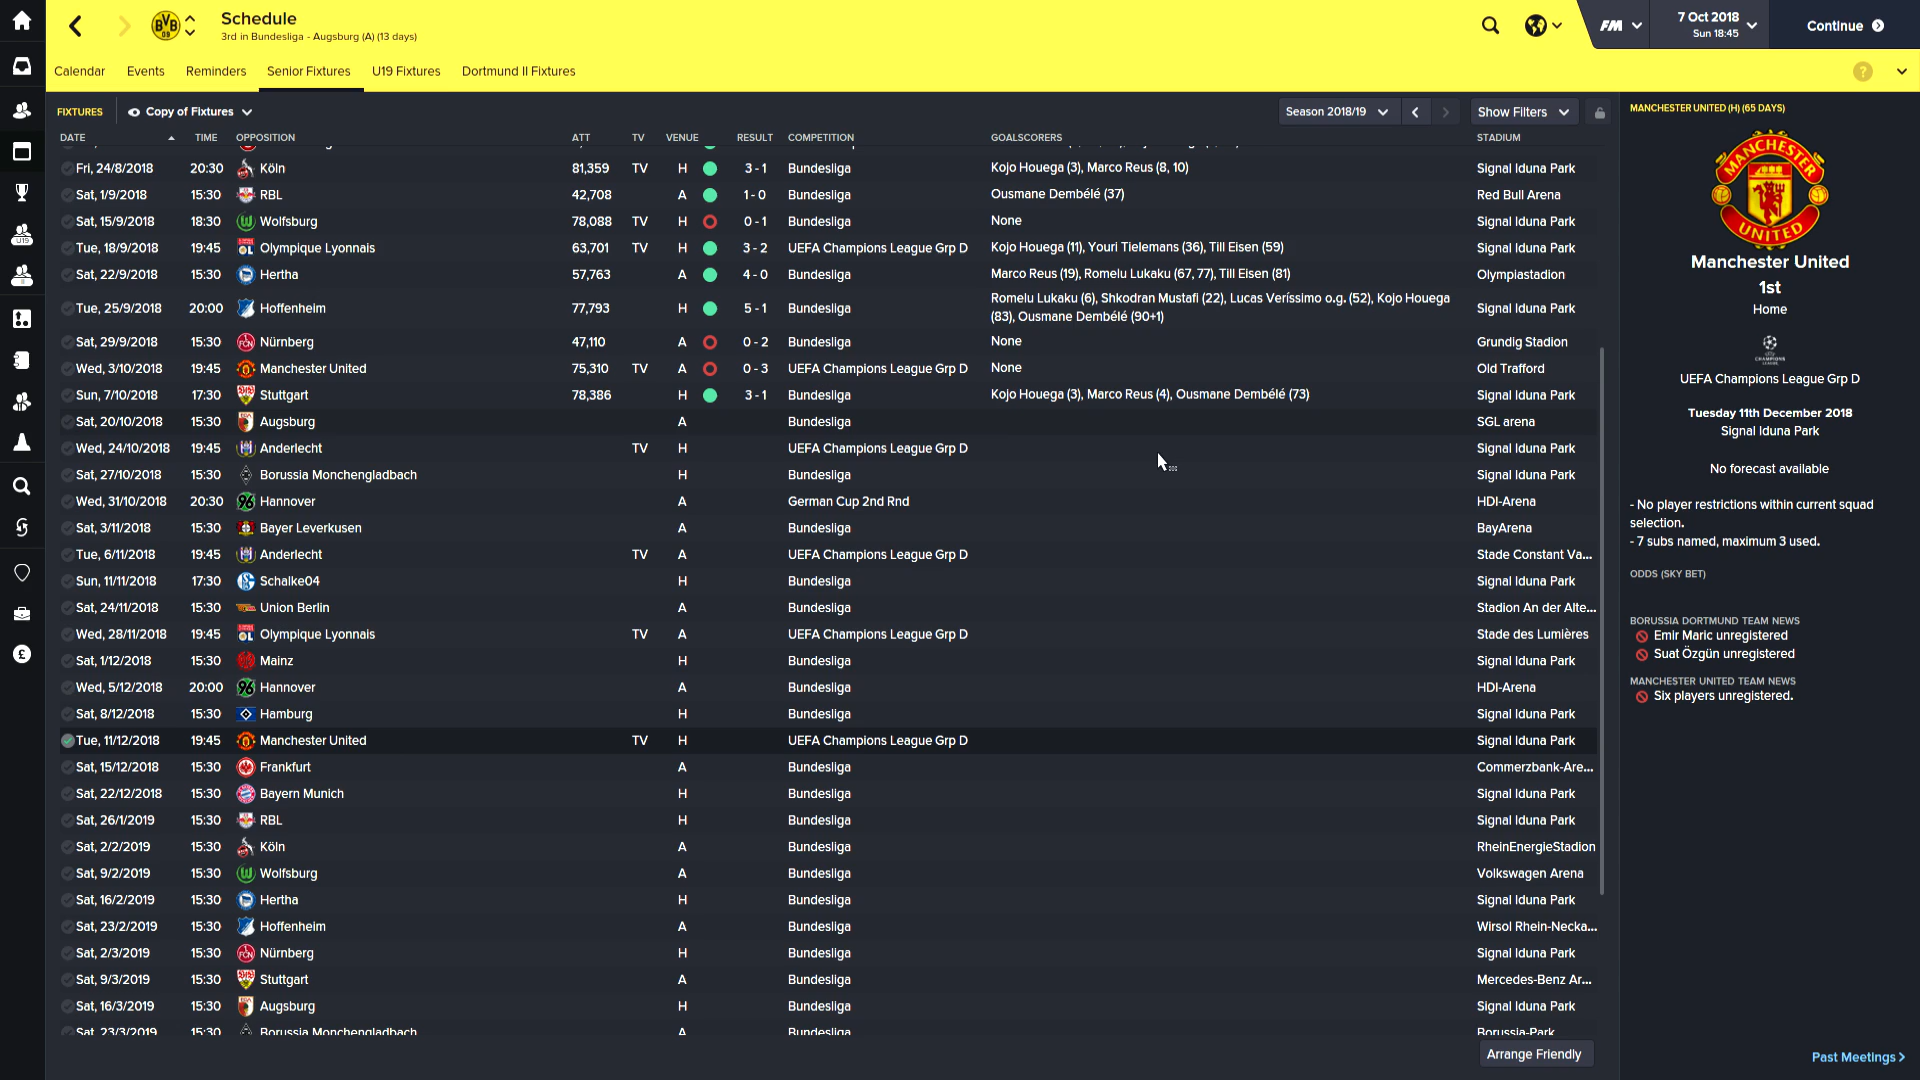 Schedule
3rd in Bundesliga - Augsburg (A) (13 days)
FM
7 Oct 2018
Sun 18:45
Continue
Calendar Events Reminders Senior Fixtures U19 Fixtures Dortmund II Fixtures
FIXTURES Copy of Fixtures Season 2018/19 Show Filters
DATE TIME OPPOSITION ATT TV VENUE RESULT COMPETITION GOALSCORERS STADIUM
Fri, 24/8/2018 20:30 Köln 81,359 TV H 3 - 1 Bundesliga Kojo Houega (3), Marco Reus (8, 10) Signal Iduna Park
Sat, 1/9/2018 15:30 RBL 42,708 A 1 - 0 Bundesliga Ousmane Dembélé (37) Red Bull Arena
Sat, 15/9/2018 18:30 Wolfsburg 78,088 TV H 0 - 1 Bundesliga None Signal Iduna Park
Tue, 18/9/2018 19:45 Olympique Lyonnais 63,701 TV H 3 - 2 UEFA Champions League Grp D Kojo Houega (11), Youri Tielemans (36), Till Eisen (59) Signal Iduna Park
Sat, 22/9/2018 15:30 Hertha 57,763 A 4 - 0 Bundesliga Marco Reus (19), Romelu Lukaku (67, 77), Till Eisen (81) Olympiastadion
Tue, 25/9/2018 20:00 Hoffenheim 77,793 H 5 - 1 Bundesliga Romelu Lukaku (6), Shkodran Mustafi (22), Lucas Veríssimo o.g. (52), Kojo Houega
(83), Ousmane Dembélé (90+1) Signal Iduna Park
Sat, 29/9/2018 15:30 Nürnberg 47,110 A 0 - 2 Bundesliga None Grundig Stadion
Wed, 3/10/2018 19:45 Manchester United 75,310 TV A 0 - 3 UEFA Champions League Grp D None Old Trafford
Sun, 7/10/2018 17:30 Stuttgart 78,386 H 3 - 1 Bundesliga Kojo Houega (3), Marco Reus (4), Ousmane Dembélé (73) Signal Iduna Park
Sat, 20/10/2018 15:30 Augsburg A Bundesliga SGL arena
Wed, 24/10/2018 19:45 Anderlecht TV H UEFA Champions League Grp D Signal Iduna Park
Sat, 27/10/2018 15:30 Borussia Monchengladbach H Bundesliga Signal Iduna Park
Wed, 31/10/2018 20:30 Hannover A German Cup 2nd Rnd HDI-Arena
Sat, 3/11/2018 15:30 Bayer Leverkusen A Bundesliga BayArena
Tue, 6/11/2018 19:45 Anderlecht TV A UEFA Champions League Grp D Stade Constant Va...
Sun, 11/11/2018 17:30 Schalke04 H Bundesliga Signal Iduna Park
Sat, 24/11/2018 15:30 Union Berlin A Bundesliga Stadion An der Alte...
Wed, 28/11/2018 19:45 Olympique Lyonnais TV A UEFA Champions League Grp D Stade des Lumières
Sat, 1/12/2018 15:30 Mainz H Bundesliga Signal Iduna Park
Wed, 5/12/2018 20:00 Hannover A Bundesliga HDI-Arena
Sat, 8/12/2018 15:30 Hamburg H Bundesliga Signal Iduna Park
Tue, 11/12/2018 19:45 Manchester United TV H UEFA Champions League Grp D Signal Iduna Park
Sat, 15/12/2018 15:30 Frankfurt A Bundesliga Commerzbank-Are...
Sat, 22/12/2018 15:30 Bayern Munich H Bundesliga Signal Iduna Park
Sat, 26/1/2019 15:30 RBL H Bundesliga Signal Iduna Park
Sat, 2/2/2019 15:30 Köln A Bundesliga RheinEnergieStadion
Sat, 9/2/2019 15:30 Wolfsburg A Bundesliga Volkswagen Arena
Sat, 16/2/2019 15:30 Hertha H Bundesliga Signal Iduna Park
Sat, 23/2/2019 15:30 Hoffenheim A Bundesliga Wirsol Rhein-Necka...
Sat, 2/3/2019 15:30 Nürnberg H Bundesliga Signal Iduna Park
Sat, 9/3/2019 15:30 Stuttgart A Bundesliga Mercedes-Benz Ar...
Sat, 16/3/2019 15:30 Augsburg H Bundesliga Signal Iduna Park
Sat, 23/3/2019 15:30 Borussia Monchengladbach A Bundesliga Borussia-Park
Arrange Friendly
MANCHESTER UNITED (H) (65 DAYS)
MANCHESTER
UNITED
Manchester United
1st
Home
CHAMPIONS
UEFA Champions League Grp D
Tuesday 11th December 2018
Signal Iduna Park
No forecast available
- No player restrictions within current squad
selection.
- 7 subs named, maximum 3 used.
ODDS (SKY BET)
BORUSSIA DORTMUND TEAM NEWS
Emir Maric unregistered
Suat Özgün unregistered
MANCHESTER UNITED TEAM NEWS
Six players unregistered.
Past Meetings >